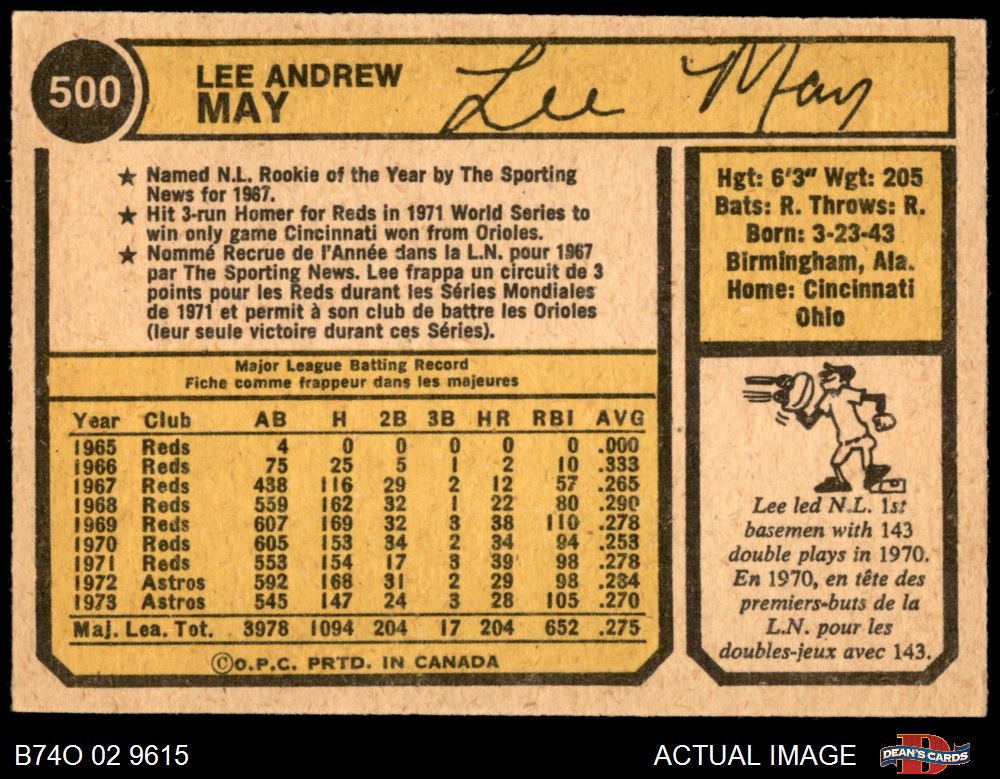 500
LEE ANDREW
MAY
Lee May
★ Named N.L. Rookie of the Year by The Sporting
News for 1967.
★ Hit 3-run Homer for Reds in 1971 World Series to
win only game Cincinnati won from Orioles.
★ Nommé Recrue de l'Année dans la L.N. pour 1967
par The Sporting News. Lee frappa un circuit de 3
points pour les Reds durant les Séries Mondiales
de 1971 et permit à son club de battre les Orioles
(leur seule victoire durant ces Séries).
Major League Batting Record
Fiche comme frappeur dans les majeures
Year Club AB H 2B 3B HR RBI AVG
1965 Reds 4 0 0 0 0 0 .000
1966 Reds 75 25 5 1 2 10 .333
1967 Reds 438 116 29 2 12 57 .265
1968 Reds 559 162 32 1 22 80 .290
1969 Reds 607 169 32 3 38 110 .278
1970 Reds 605 153 34 2 34 94 .253
1971 Reds 553 154 17 3 39 98 .278
1972 Astros 592 168 31 2 29 98 .284
1973 Astros 545 147 24 3 28 105 .270
Maj. Lea. Tot. 3978 1094 204 17 204 652 .275
©O.P.C. PRTD. IN CANADA
Hgt: 6'3" Wgt: 205
Bats: R. Throws: R.
Born: 3-23-43
Birmingham, Ala.
Home: Cincinnati
Ohio
Lee led N.L. 1st
basemen with 143
double plays in 1970.
En 1970, en tête des
premiers-buts de la
L.N. pour les
doubles-jeux avec 143.
B74O 02 9615
ACTUAL IMAGE
DEAN'S CARDS